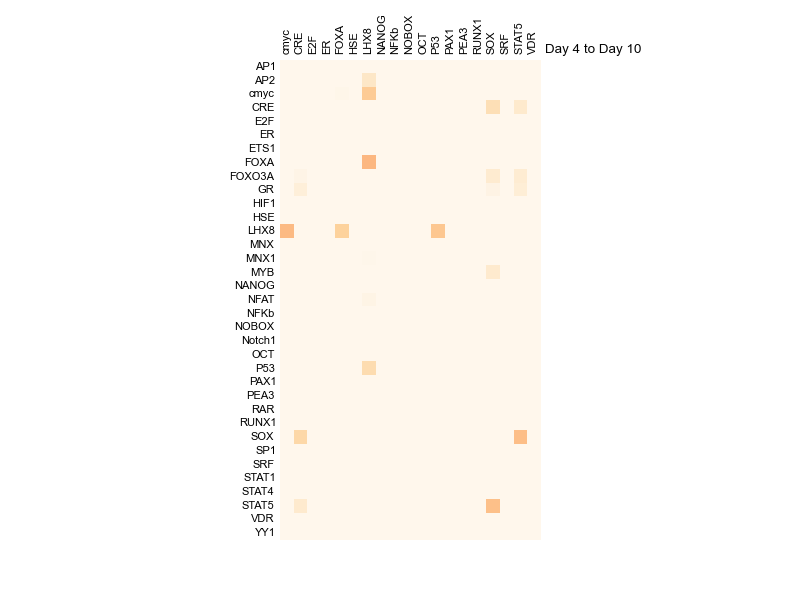 cmyc CRE E2F ER FOXA HSE LHX8 NANOG NFKb NOBOX OCT P53 PAX1 PEA3 RUNX1 SOX SRF STAT5 VDR
Day 4 to Day 10
AP1
AP2
cmyc
CRE
E2F
ER
ETS1
FOXA
FOXO3A
GR
HIF1
HSE
LHX8
MNX
MNX1
MYB
NANOG
NFAT
NFKb
NOBOX
Notch1
OCT
P53
PAX1
PEA3
RAR
RUNX1
SOX
SP1
SRF
STAT1
STAT4
STAT5
VDR
YY1